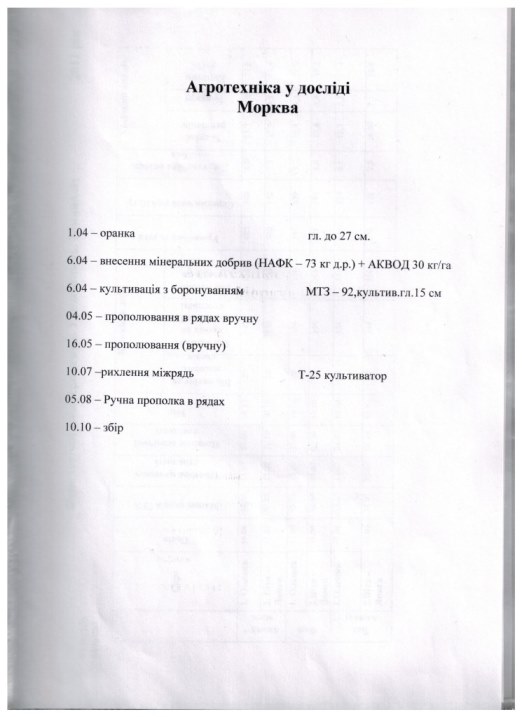 Агротехніка у досліді
Морква
1.04 – оранка гл. до 27 см.
6.04 – внесення мінеральних добрив (НАФК – 73 кг д.р.) + АКВОД 30 кг/га
6.04 – культивація з боронуванням МТЗ – 92,культив.гл.15 см
04.05 – прополювання в рядах вручну
16.05 – прополювання (вручну)
10.07 –рихлення міжрядь Т-25 культиватор
05.08 – Ручна прополка в рядах
10.10 – збір